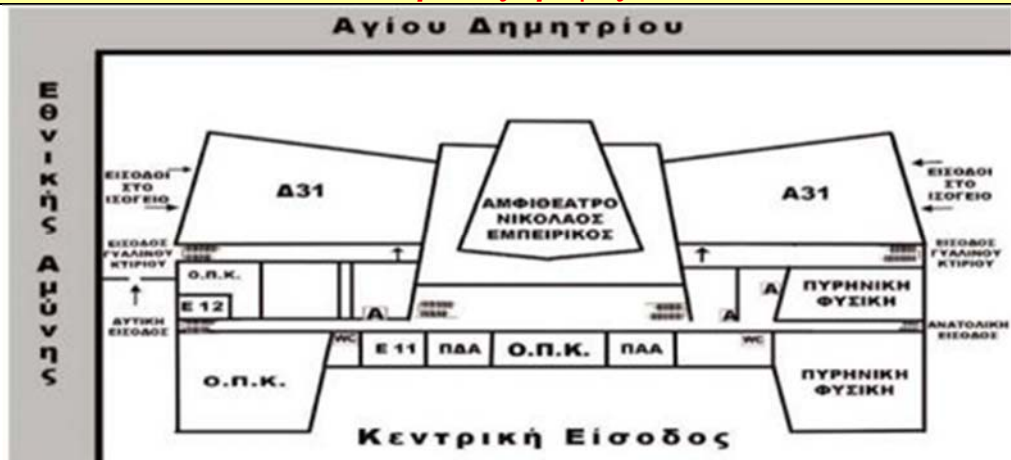 Αγίου Δημητρίου
Εθνικής Αμύνης
ΕΙΣΟΔΟΙ
ΣΤΟ
ΙΣΟΓΕΙΟ
Δ31
ΑΜΦΙΘΕΑΤΡΟ
ΝΙΚΟΛΑΟΣ
ΕΜΠΕΙΡΙΚΟΣ
Α31
ΕΙΣΟΔΟΙ
ΣΤΟ
ΙΣΟΓΕΙΟ
ΕΙΣΟΔΟΣ
ΓΥΑΛΙΝΟΥ
ΚΤΙΡΙΟΥ
ΕΙΣΟΔΟΣ
ΓΥΑΛΙΝΟΥ
ΚΤΙΡΙΟΥ
Ο.Π.Κ.
Ε 12
Α
Α
Α
ΠΥΡΗΝΙΚΗ
ΦΥΣΙΚΗ
ΔΥΤΙΚΗ
ΕΙΣΟΔΟΣ
ΑΝΑΤΟΛΙΚΗ
ΕΙΣΟΔΟΣ
WC
Ε 11
ΠΔΑ
Ο.Π.Κ.
ΠΑΑ
WC
Ο.Π.Κ.
ΠΥΡΗΝΙΚΗ
ΦΥΣΙΚΗ
Κεντρική Είσοδος